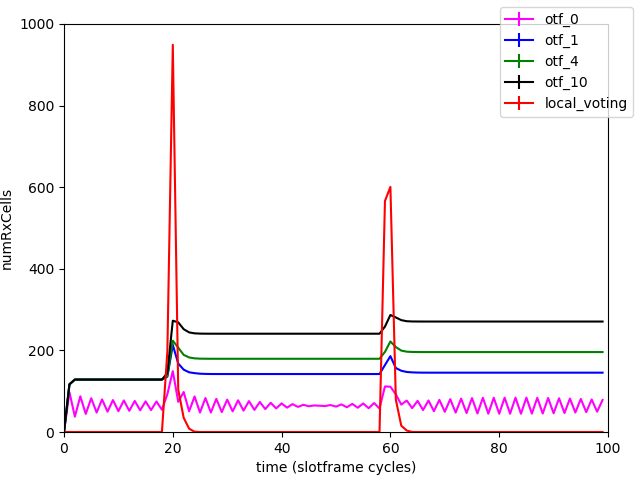 otf_0
otf_1
otf_4
otf_10
local_voting
numRxCells
1000
800
600
400
200
0
0 20 40 60 80 100
time (slotframe cycles)